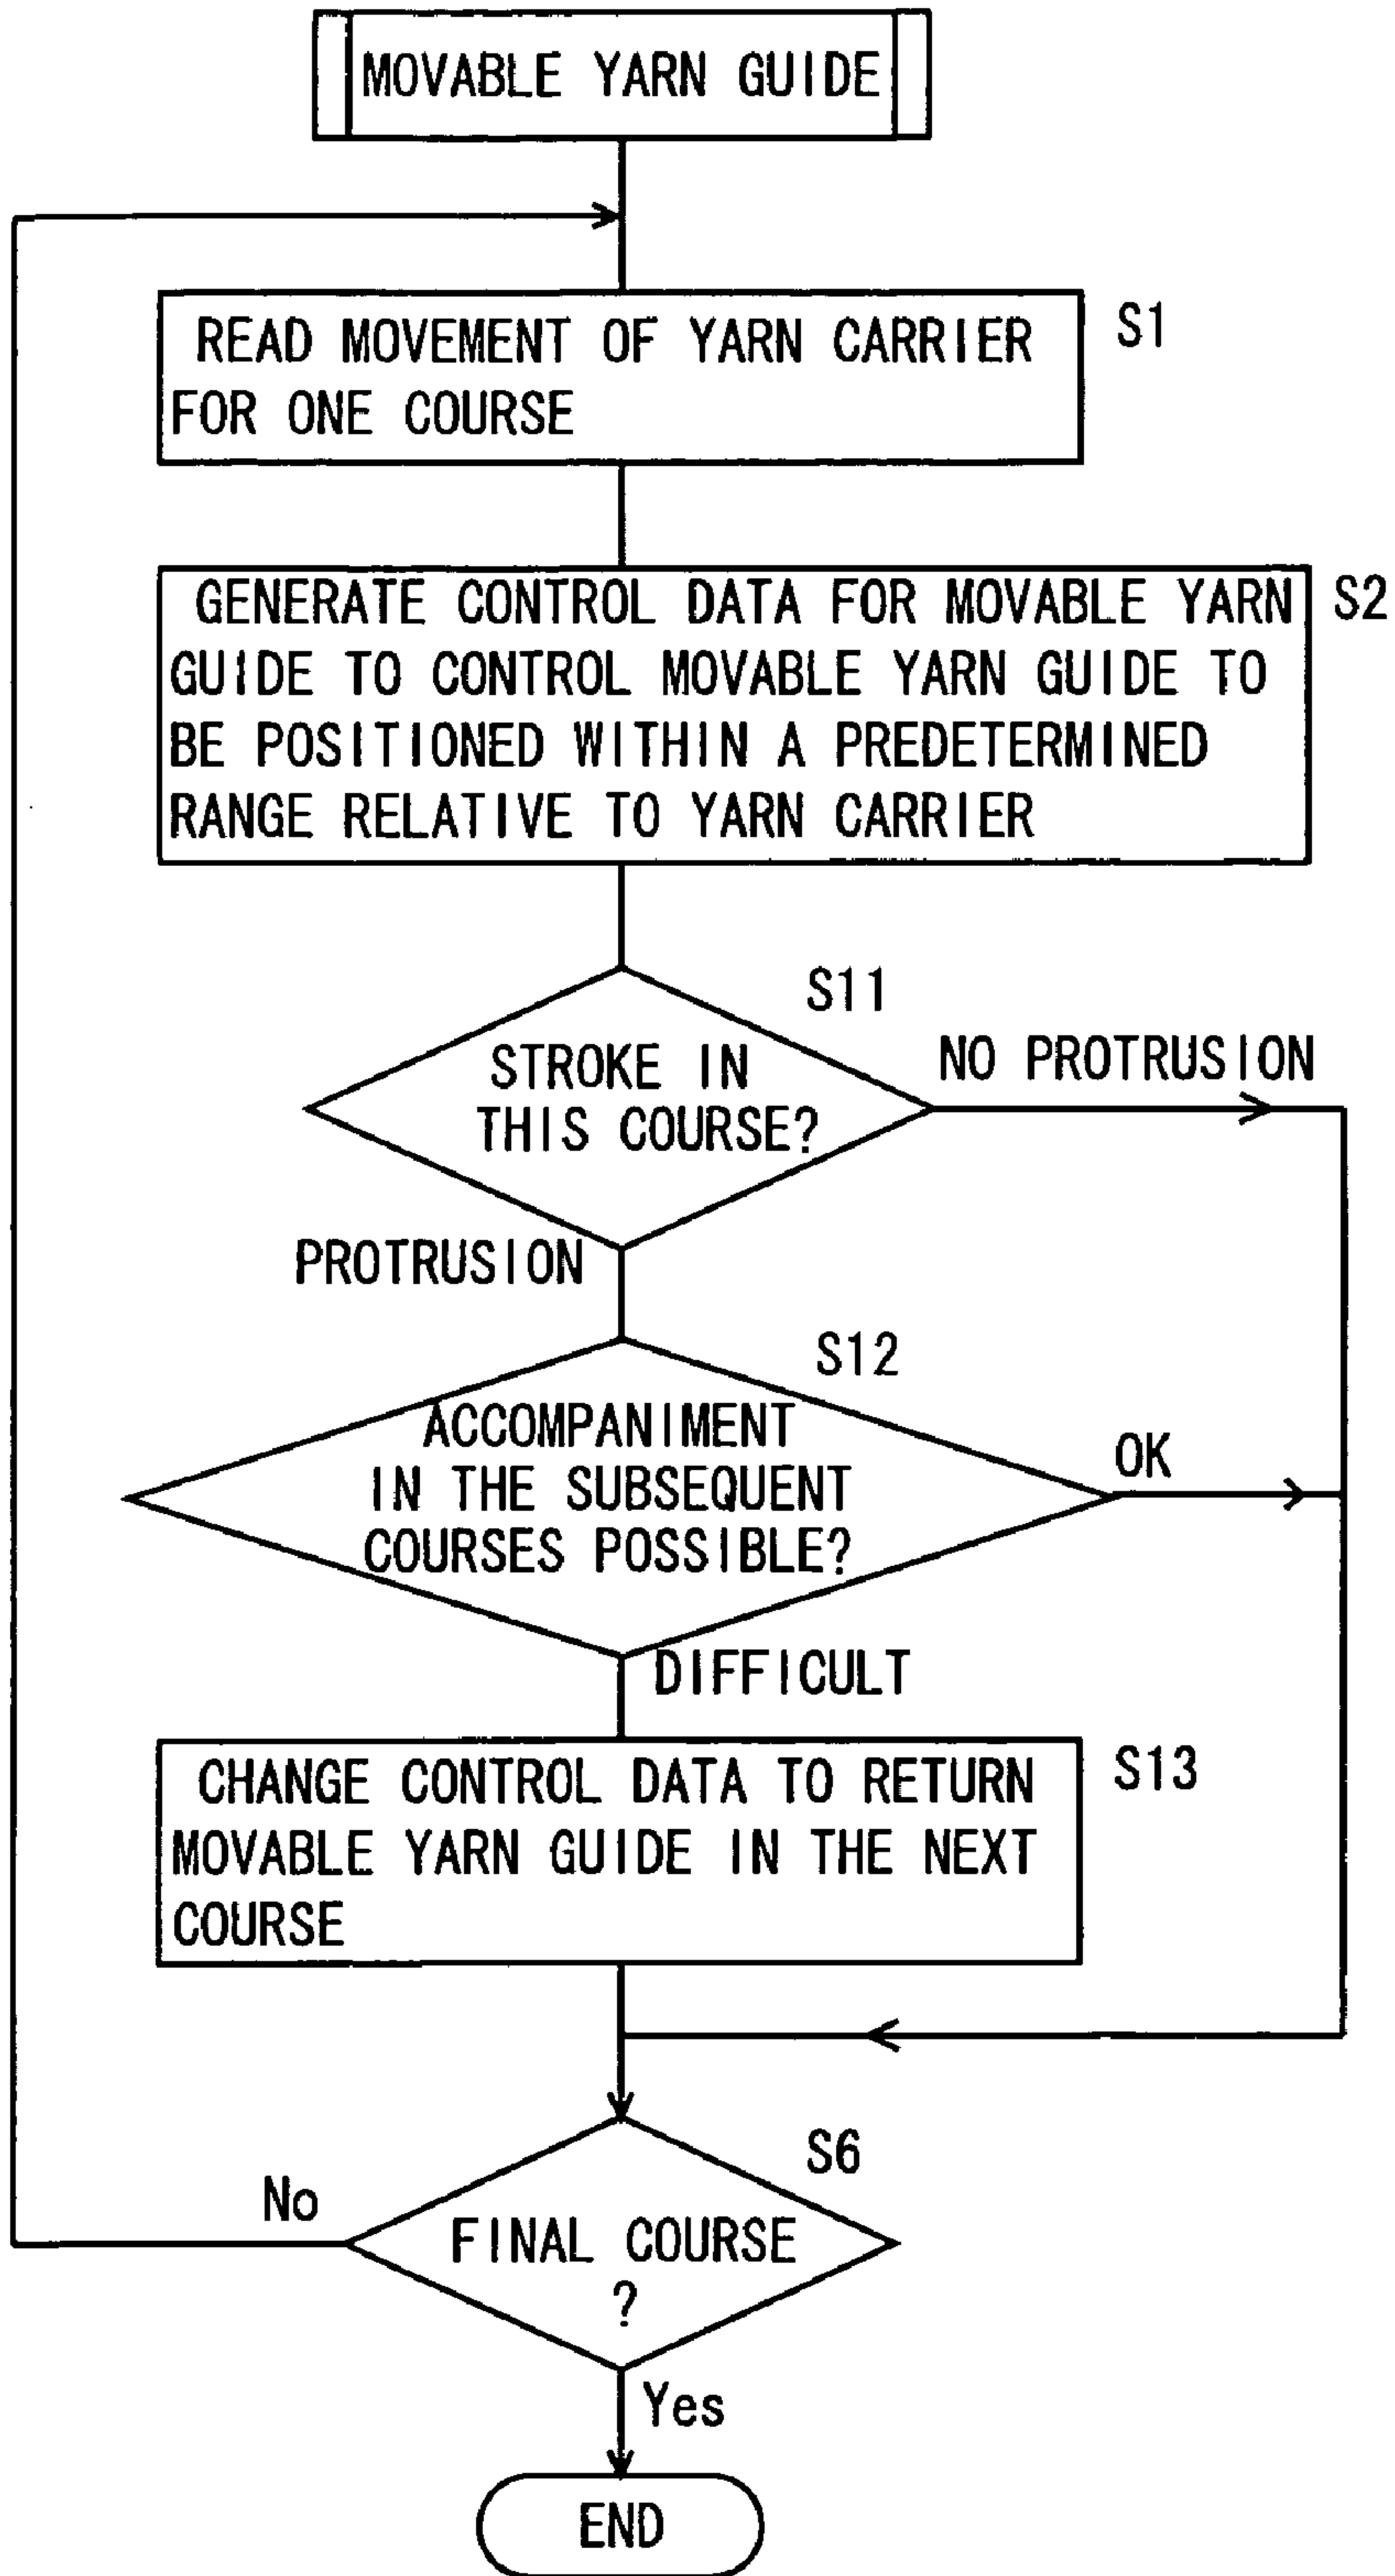 MOVABLE YARN GUIDE
READ MOVEMENT OF YARN CARRIER
FOR ONE COURSE
S1
GENERATE CONTROL DATA FOR MOVABLE YARN
GUIDE TO CONTROL MOVABLE YARN GUIDE TO
BE POSITIONED WITHIN A PREDETERMINED
RANGE RELATIVE TO YARN CARRIER
S2
S11
STROKE IN
THIS COURSE?
NO PROTRUSION
PROTRUSION
S12
ACCOMPANIMENT
IN THE SUBSEQUENT
COURSES POSSIBLE?
OK
DIFFICULT
CHANGE CONTROL DATA TO RETURN
MOVABLE YARN GUIDE IN THE NEXT
COURSE
S13
S6
No
FINAL COURSE
?
Yes
END